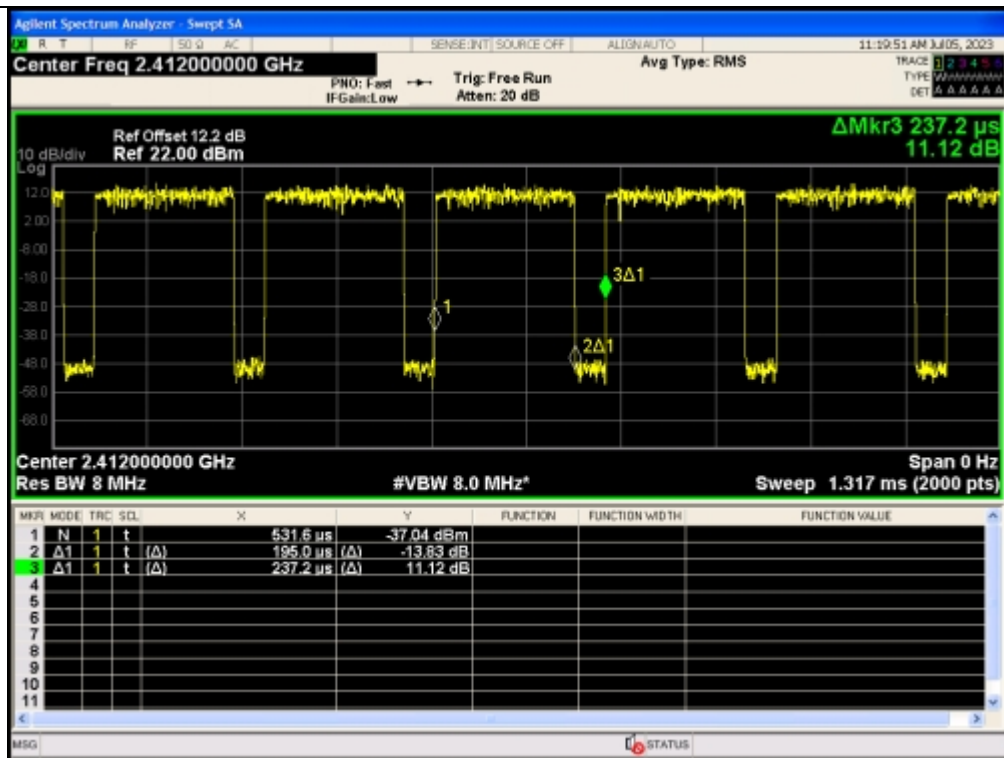 Agilent Spectrum Analyzer - Swept SA
R T RF 50 Ω AC SENSE:INT SOURCE OFF ALIGNAUTO 11:19:51 AM Jul 05, 2023
Center Freq 2.412000000 GHz
Avg Type: RMS
TRACE 1 2 3 4 5 6
PNO: Fast
Trig: Free Run
TYPE
IFGain:Low
Atten: 20 dB
DET A A A A A A
ΔMkr3 237.2 µs
11.12 dB
Ref Offset 12.2 dB
10 dB/div Ref 22.00 dBm
Log
12.0
2.00
-8.00
-18.0
3Δ1
-28.0
1
-38.0
2Δ1
-48.0
-58.0
-68.0
Center 2.412000000 GHz Span 0 Hz
Res BW 8 MHz #VBW 8.0 MHz* Sweep 1.317 ms (2000 pts)
MKR MODE TRC SCL X Y FUNCTION FUNCTION WIDTH FUNCTION VALUE
1 N 1 t 531.6 µs -37.04 dBm
2 Δ1 1 t (Δ) 195.0 µs (Δ) -13.83 dB
3 Δ1 1 t (Δ) 237.2 µs (Δ) 11.12 dB
4
5
6
7
8
9
10
11
MSG STATUS